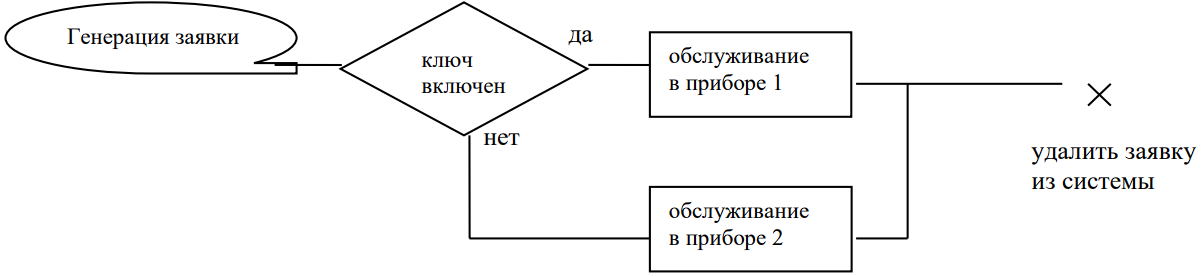 Генерация заявки
ключ
включен
да
нет
обслуживание
в приборе 1
обслуживание
в приборе 2
удалить заявку
из системы